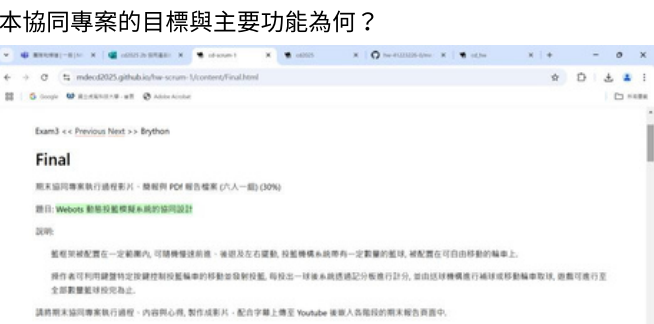 本協同專案的目標與主要功能為何？
cd-scrum-1
cd2025
cd_hw
mdecd2025.github.io/hw-scrum-1/content/Final.html
Google
Adobe Acrobat
Exam3 << Previous Next >> Brython
Final
期末協同專案執行過程影片、簡報與 PDF 報告檔案 (六人一組) (30%)
題目: Webots 動態投籃模擬系統的協同設計
說明:
籃框架被配置在一定範圍內, 可隨機慢速前進、後退及左右擺動, 投籃機構系統帶有一定數量的籃球, 被配置在可自由移動的輪車上.
操作者可利用鍵盤特定按鍵控制投籃輪車的移動並發射投籃, 每投出一球後系統透過記分板進行計分, 並由送球機構進行補球或移動輪車取球, 遊戲可進行至
全部數量籃球投完為止.
請將期末協同專案執行過程、內容與心得, 製作成影片、配合字幕上傳至 Youtube 後嵌入各階段的期末報告頁面中.